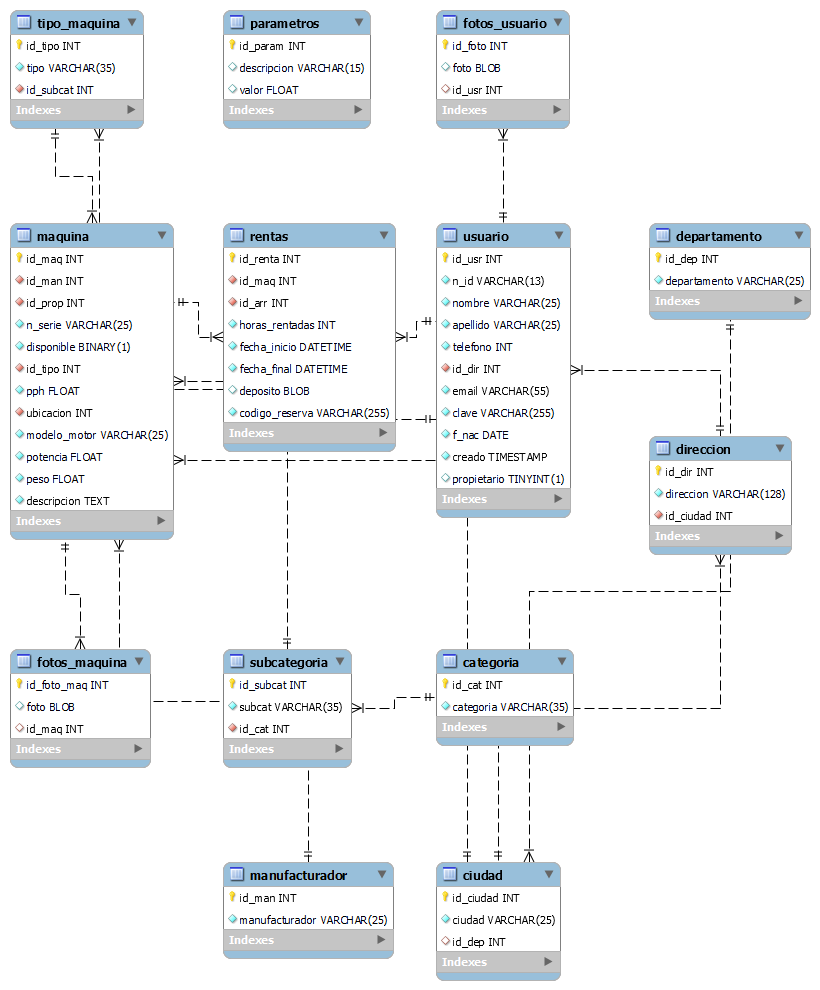 tipo_maquina
id_tipo INT
tipo VARCHAR(35)
id_subcat INT
Indexes
parametros
id_param INT
descripcion VARCHAR(15)
valor FLOAT
Indexes
fotos_usuario
id_foto INT
foto BLOB
id_usr INT
Indexes
maquina
id_maq INT
id_man INT
id_prop INT
n_serie VARCHAR(25)
disponible BINARY(1)
id_tipo INT
pph FLOAT
ubicacion INT
modelo_motor VARCHAR(25)
potencia FLOAT
peso FLOAT
descripcion TEXT
Indexes
rentas
id_renta INT
id_maq INT
id_arr INT
horas_rentadas INT
fecha_inicio DATETIME
fecha_final DATETIME
deposito BLOB
codigo_reserva VARCHAR(255)
Indexes
usuario
id_usr INT
n_id VARCHAR(13)
nombre VARCHAR(25)
apellido VARCHAR(25)
telefono INT
id_dir INT
email VARCHAR(55)
clave VARCHAR(255)
f_nac DATE
creado TIMESTAMP
propietario TINYINT(1)
Indexes
departamento
id_dep INT
departamento VARCHAR(25)
Indexes
direccion
id_dir INT
direccion VARCHAR(128)
id_ciudad INT
Indexes
fotos_maquina
id_foto_maq INT
foto BLOB
id_maq INT
Indexes
subcategoria
id_subcat INT
subcat VARCHAR(35)
id_cat INT
Indexes
categoria
id_cat INT
categoria VARCHAR(35)
Indexes
manufacturador
id_man INT
manufacturador VARCHAR(25)
Indexes
ciudad
id_ciudad INT
ciudad VARCHAR(25)
id_dep INT
Indexes